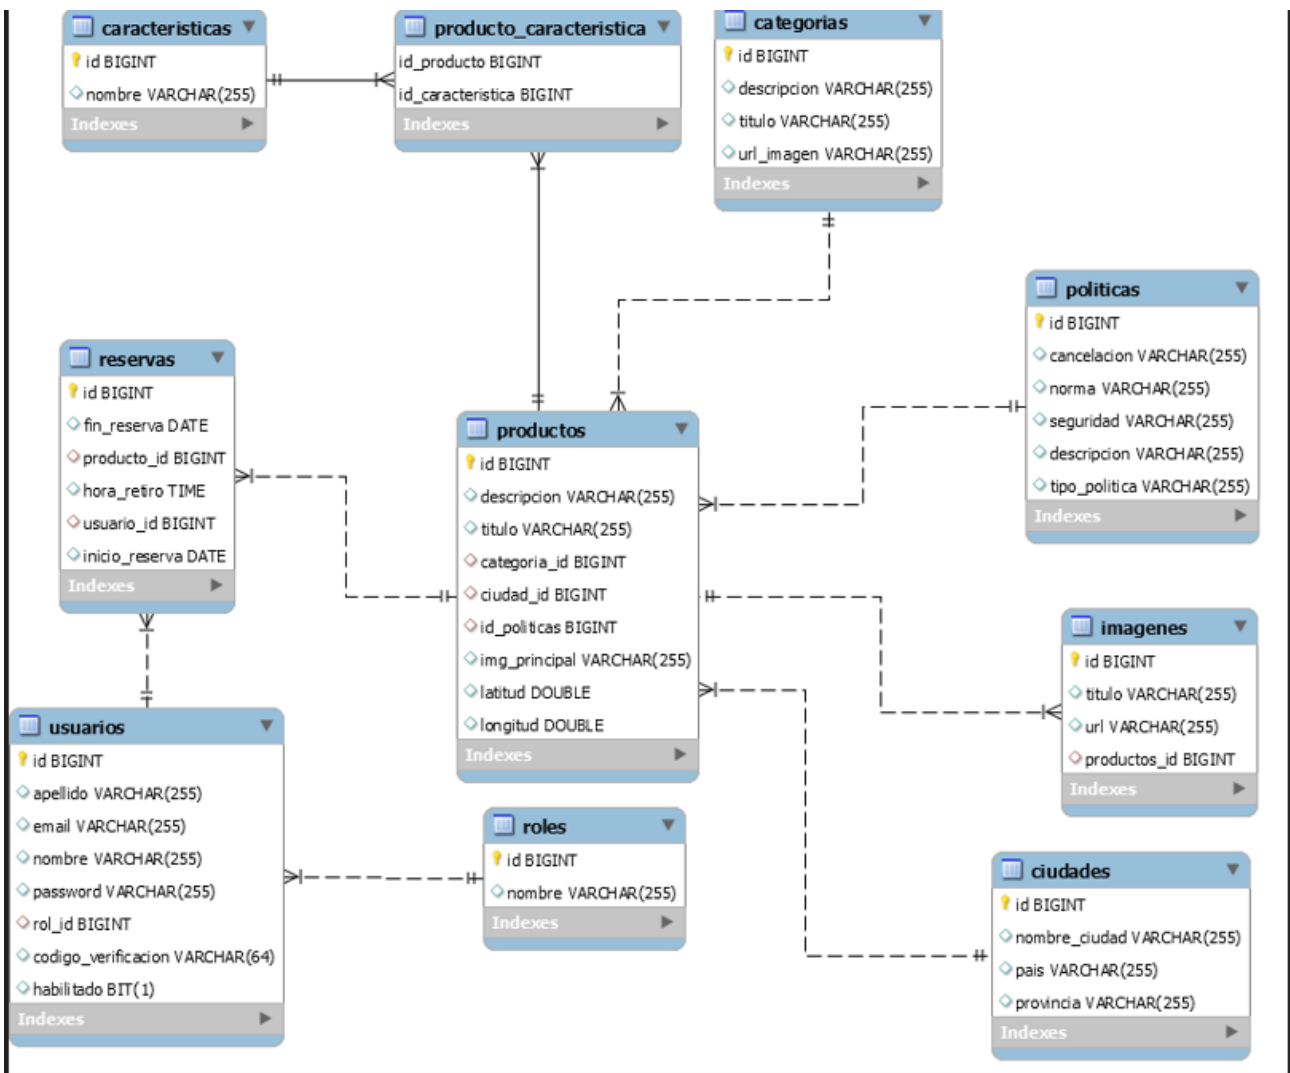 caracteristicas
id BIGINT
nombre VARCHAR(255)
Indexes
producto_caracteristica
id_producto BIGINT
id_caracteristica BIGINT
Indexes
categorias
id BIGINT
descripcion VARCHAR(255)
titulo VARCHAR(255)
url_imagen VARCHAR(255)
Indexes
politicas
id BIGINT
cancelacion VARCHAR(255)
norma VARCHAR(255)
seguridad VARCHAR(255)
descripcion VARCHAR(255)
tipo_politica VARCHAR(255)
Indexes
reservas
id BIGINT
fin_reserva DATE
producto_id BIGINT
hora_retiro TIME
usuario_id BIGINT
inicio_reserva DATE
Indexes
productos
id BIGINT
descripcion VARCHAR(255)
titulo VARCHAR(255)
categoria_id BIGINT
ciudad_id BIGINT
id_politicas BIGINT
img_principal VARCHAR(255)
latitud DOUBLE
longitud DOUBLE
Indexes
imagenes
id BIGINT
titulo VARCHAR(255)
url VARCHAR(255)
productos_id BIGINT
Indexes
usuarios
id BIGINT
apellido VARCHAR(255)
email VARCHAR(255)
nombre VARCHAR(255)
password VARCHAR(255)
rol_id BIGINT
codigo_verificacion VARCHAR(64)
habilitado BIT(1)
Indexes
roles
id BIGINT
nombre VARCHAR(255)
Indexes
ciudades
id BIGINT
nombre_ciudad VARCHAR(255)
pais VARCHAR(255)
provincia VARCHAR(255)
Indexes